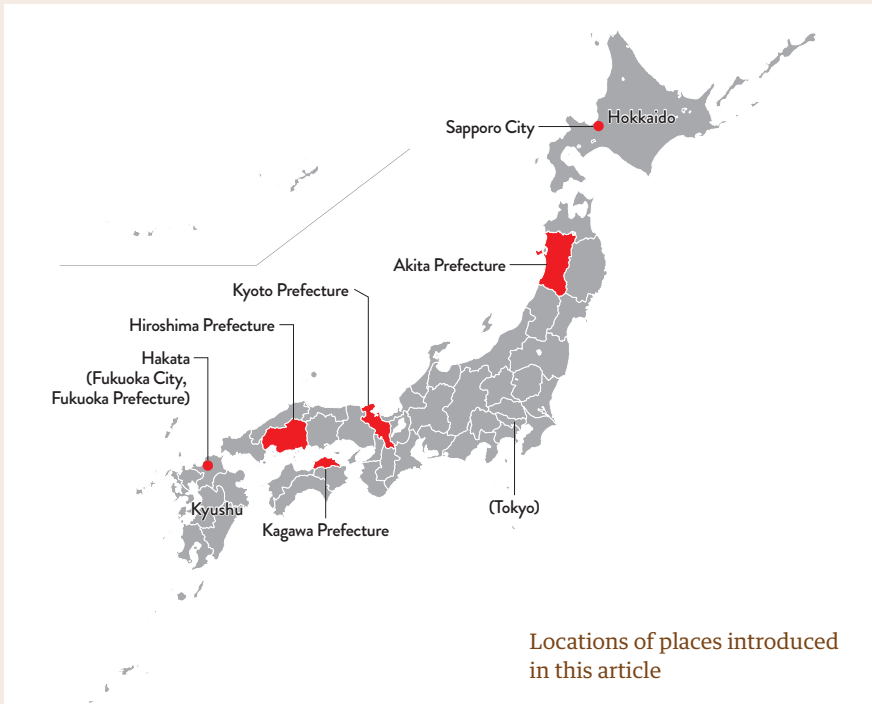 Sapporo City
Hokkaido
Akita Prefecture
Kyoto Prefecture
Hiroshima Prefecture
Hakata
(Fukuoka City,
Fukuoka Prefecture)
Kyushu
Kagawa Prefecture
(Tokyo)
Locations of places introduced
in this article